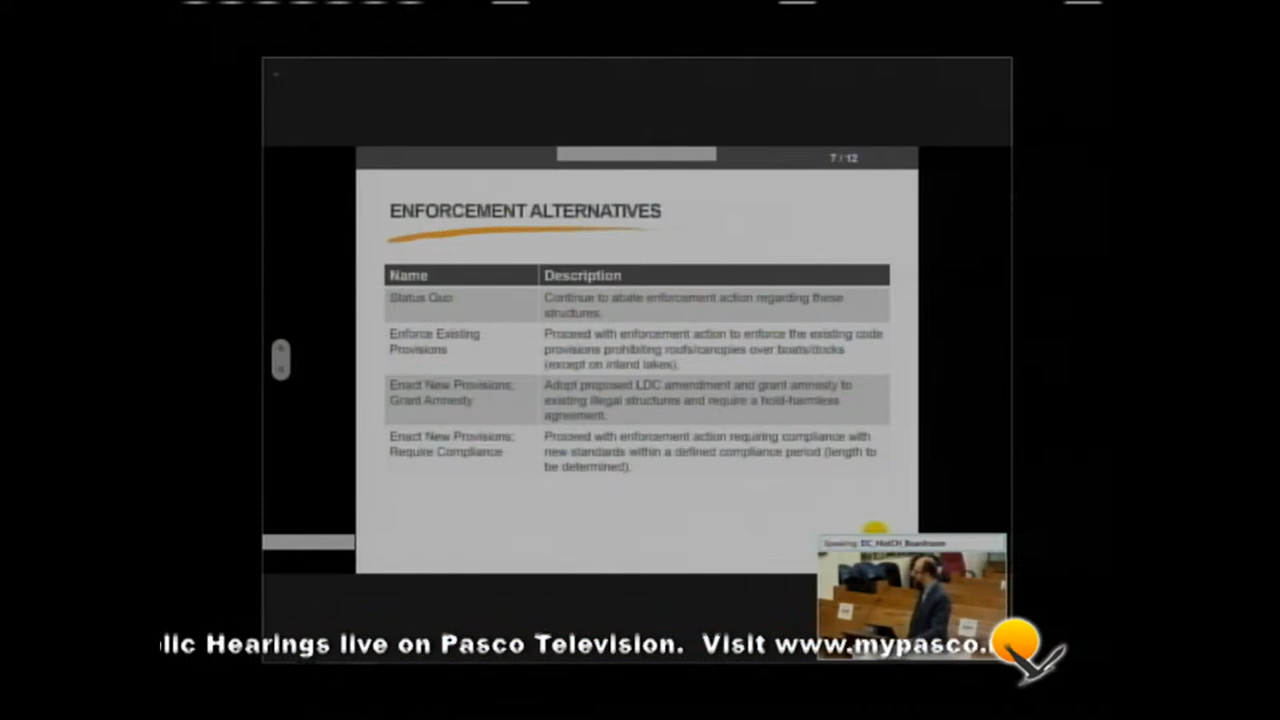 7 / 12
ENFORCEMENT ALTERNATIVES
Name Description
Status Quo Continue to abate enforcement action regarding these
structures.
Enforce Existing Proceed with enforcement action to enforce the existing code
Provisions provisions prohibiting roofs/canopies over boats/docks
(except on inland lakes).
Enact New Provisions; Adopt proposed LDC amendment and grant amnesty to
Grant Amnesty existing illegal structures and require a hold-harmless
agreement.
Enact New Provisions; Proceed with enforcement action requiring compliance with
Require Compliance new standards within a defined compliance period (length to
be determined).
Speaking:
Hearings live on Pasco Television. Visit www.mypasco.